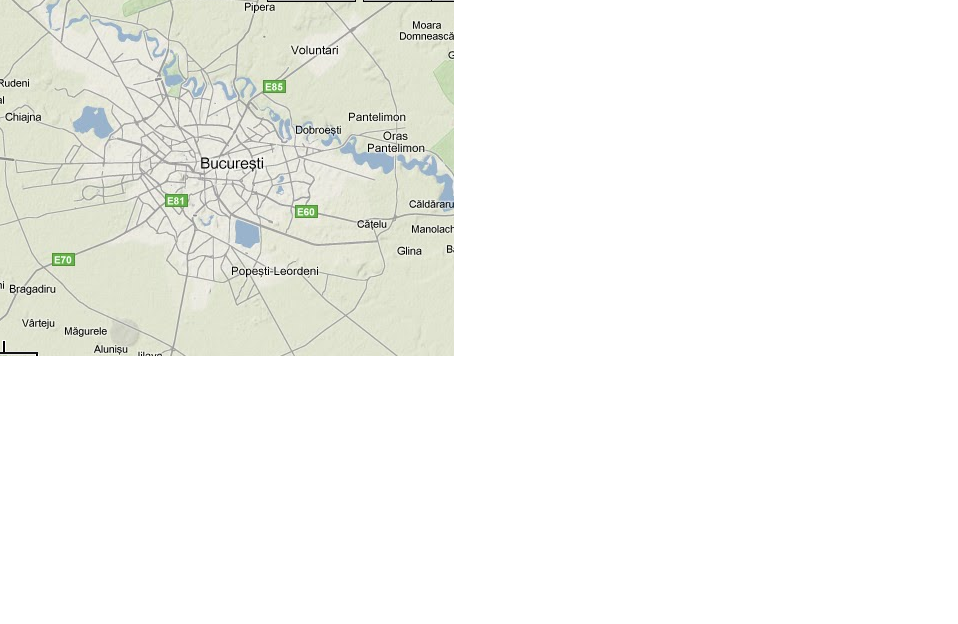 Pipera
Moara
Domnească
Voluntari
Rudeni
E85
Chiajna
Pantelimon
Dobroești
Oras
Pantelimon
București
E81
E60
Căldăraru
Cățelu
Manolach
Glina
E70
Popești-Leordeni
Bragadiru
Vârteju
Măgurele
Alunișu
Jilava